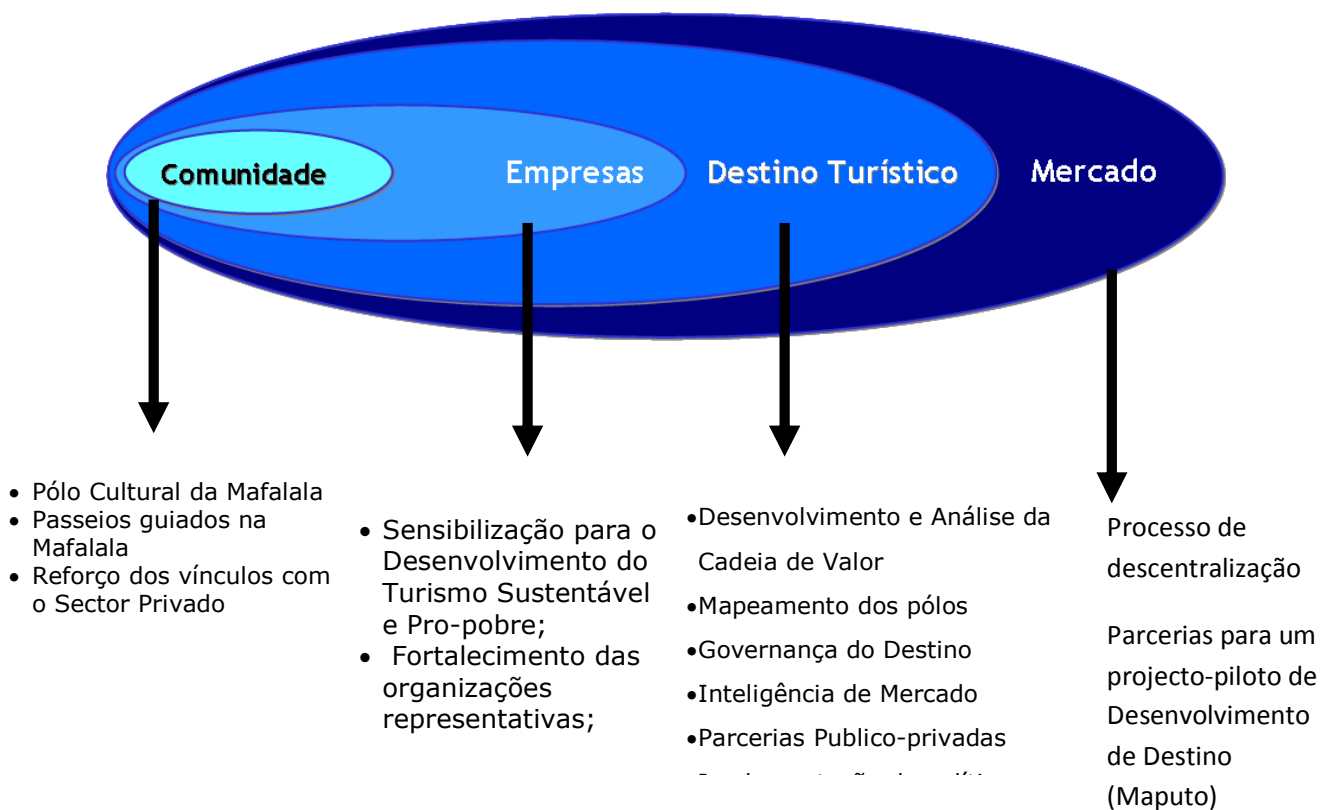 Comunidade
Empresas
Destino Turístico
Mercado
• Pólo Cultural da Mafalala
• Passeios guiados na
Mafalala
• Reforço dos vínculos com
o Sector Privado
• Sensibilização para o
Desenvolvimento do
Turismo Sustentável
e Pro-pobre;
• Fortalecimento das
organizações
representativas;
•Desenvolvimento e Análise da
Cadeia de Valor
•Mapeamento dos pólos
•Governança do Destino
•Inteligência de Mercado
•Parcerias Publico-privadas
Processo de
descentralização
Parcerias para um
projecto-piloto de
Desenvolvimento
de Destino
(Maputo)